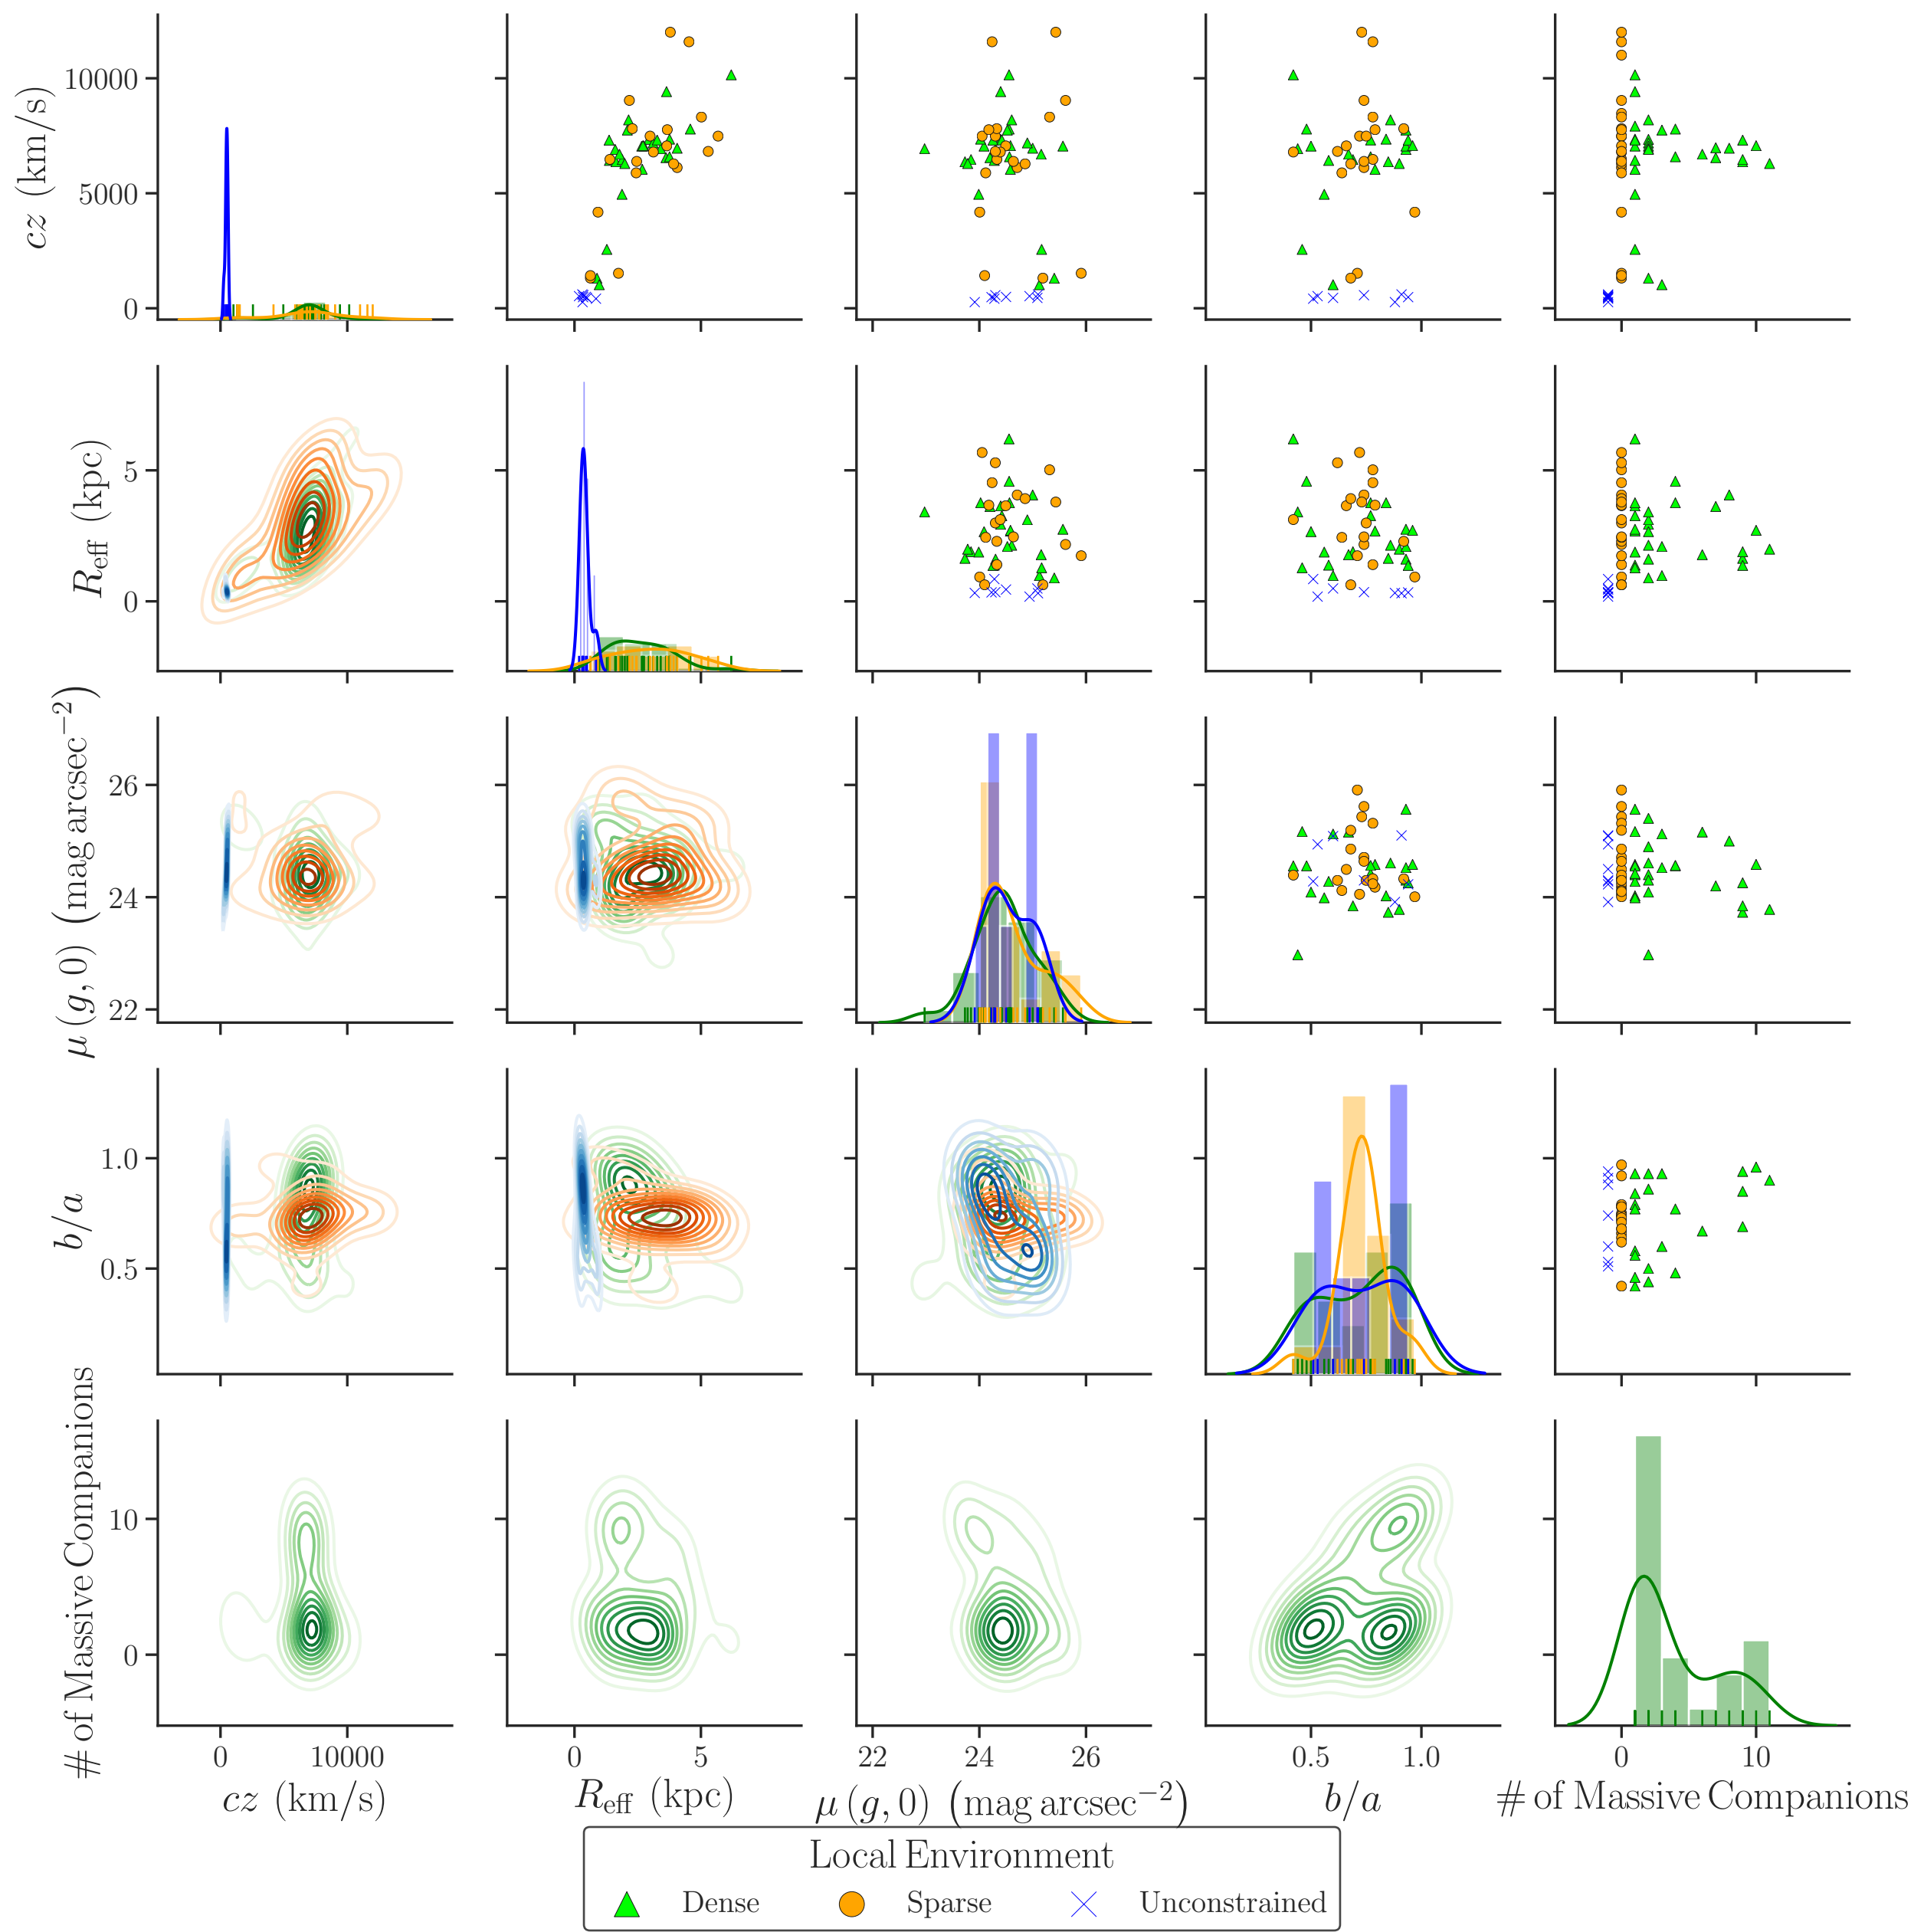 cz (km/s)
10000
5000
0
R_eff (kpc)
5
0
μ(g, 0) (mag arcsec⁻²)
26
24
22
b/a
1.0
0.5
# of Massive Companions
10
0
0 10000
0 5
22 24 26
0.5 1.0
0 10
cz (km/s)
R_eff (kpc)
μ(g, 0) (mag arcsec⁻²)
b/a
# of Massive Companions
Local Environment
Dense Sparse Unconstrained